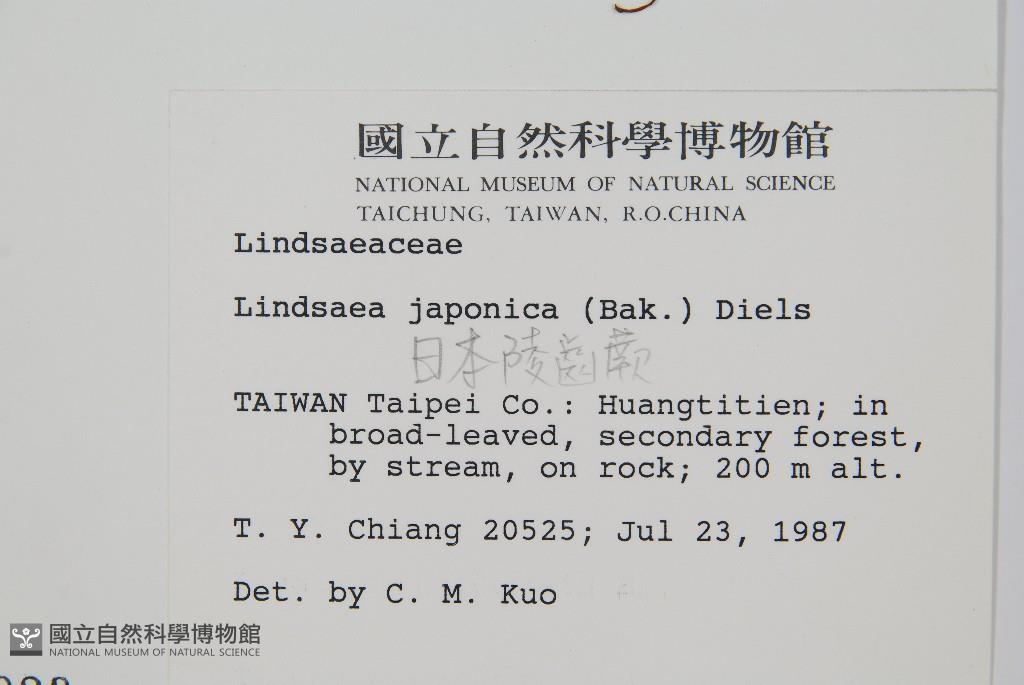 國立自然科學博物館
NATIONAL MUSEUM OF NATURAL SCIENCE
TAICHUNG, TAIWAN, R.O.CHINA
Lindsaeaceae
Lindsaea japonica (Bak.) Diels
日本陵齒蕨
TAIWAN Taipei Co.: Huangtitien; in
broad-leaved, secondary forest,
by stream, on rock; 200 m alt.
T. Y. Chiang 20525; Jul 23, 1987
Det. by C. M. Kuo
國立自然科學博物館
NATIONAL MUSEUM OF NATURAL SCIENCE